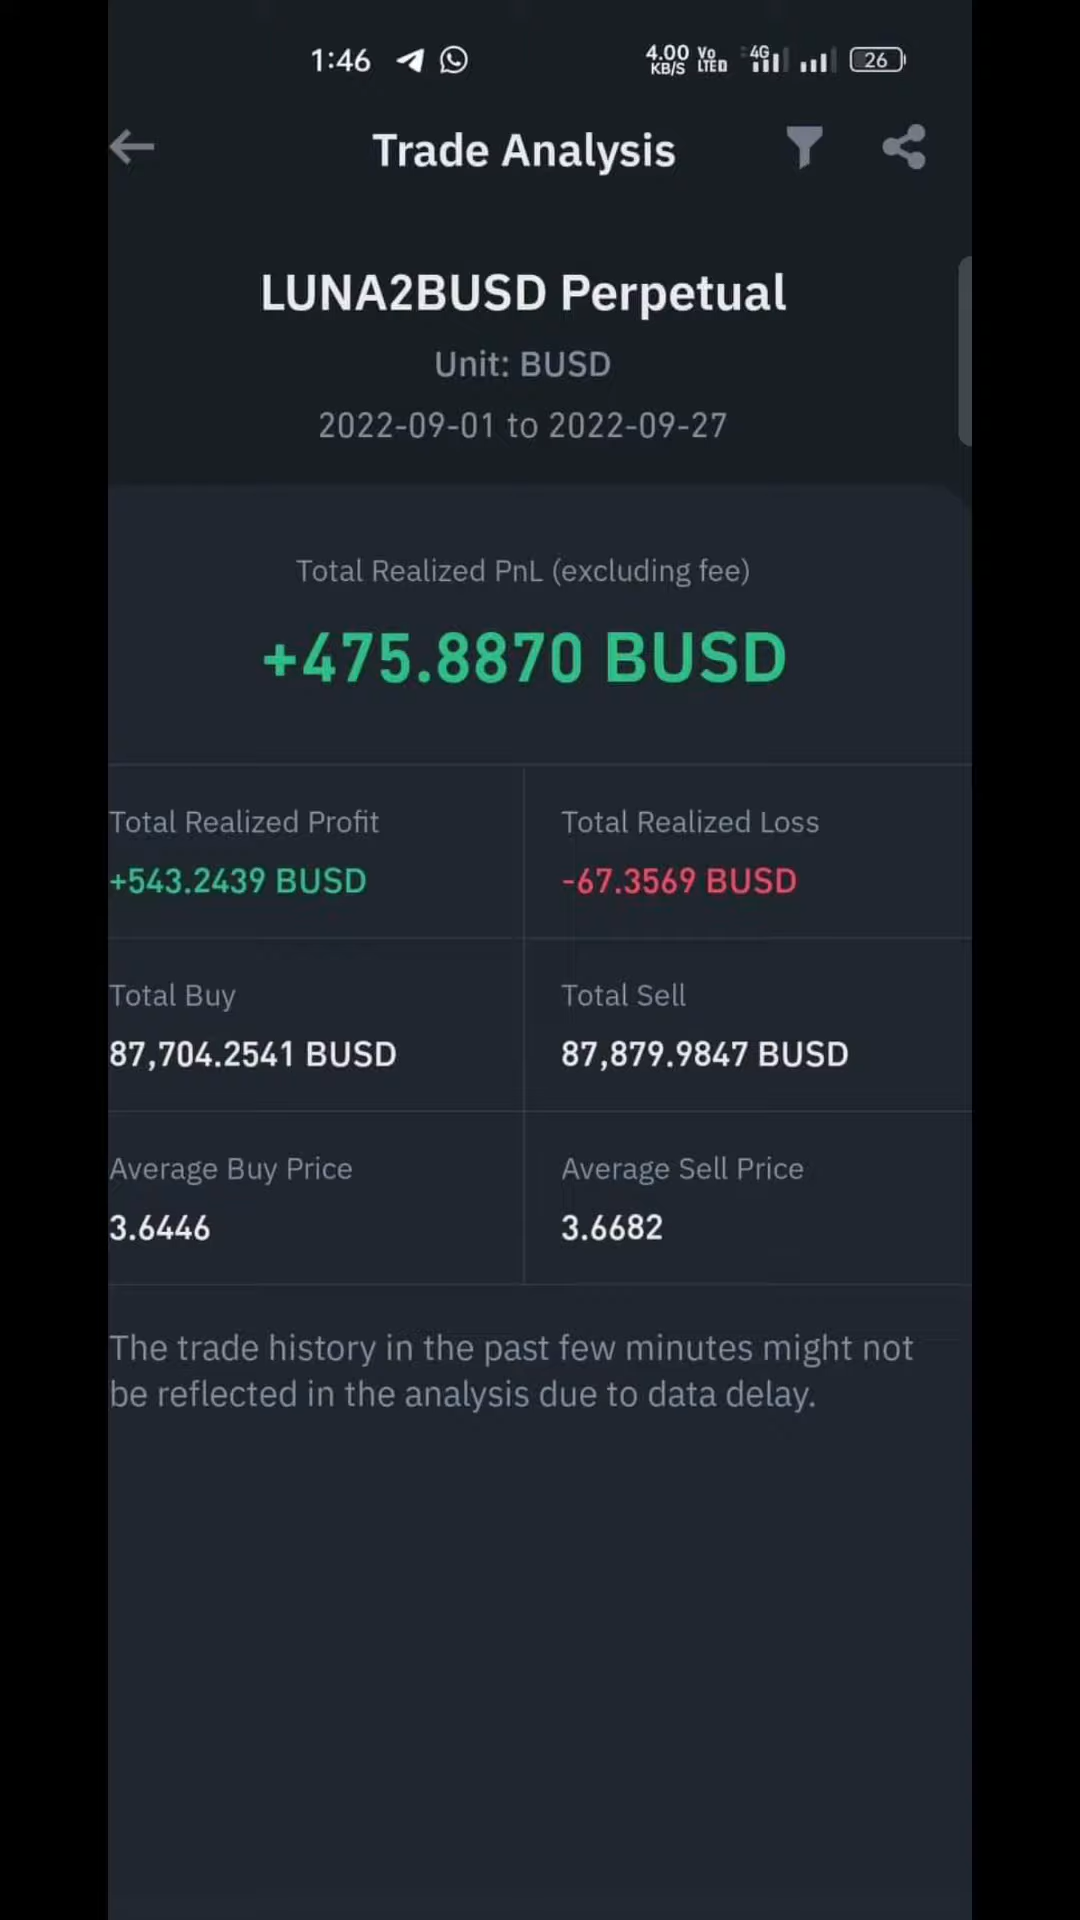 1:46 4.00 KB/S Vo LTED 4G 26
Trade Analysis
LUNA2BUSD Perpetual
Unit: BUSD
2022-09-01 to 2022-09-27
Total Realized PnL (excluding fee)
+475.8870 BUSD
Total Realized Profit
Total Realized Loss
+543.2439 BUSD
-67.3569 BUSD
Total Buy
Total Sell
87,704.2541 BUSD
87,879.9847 BUSD
Average Buy Price
Average Sell Price
3.6446
3.6682
The trade history in the past few minutes might not
be reflected in the analysis due to data delay.